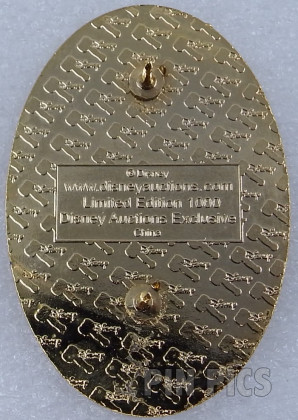 © Disney
www.disneyauctions.com
Limited Edition 1000
Disney Auctions Exclusive
China
PIN PICS